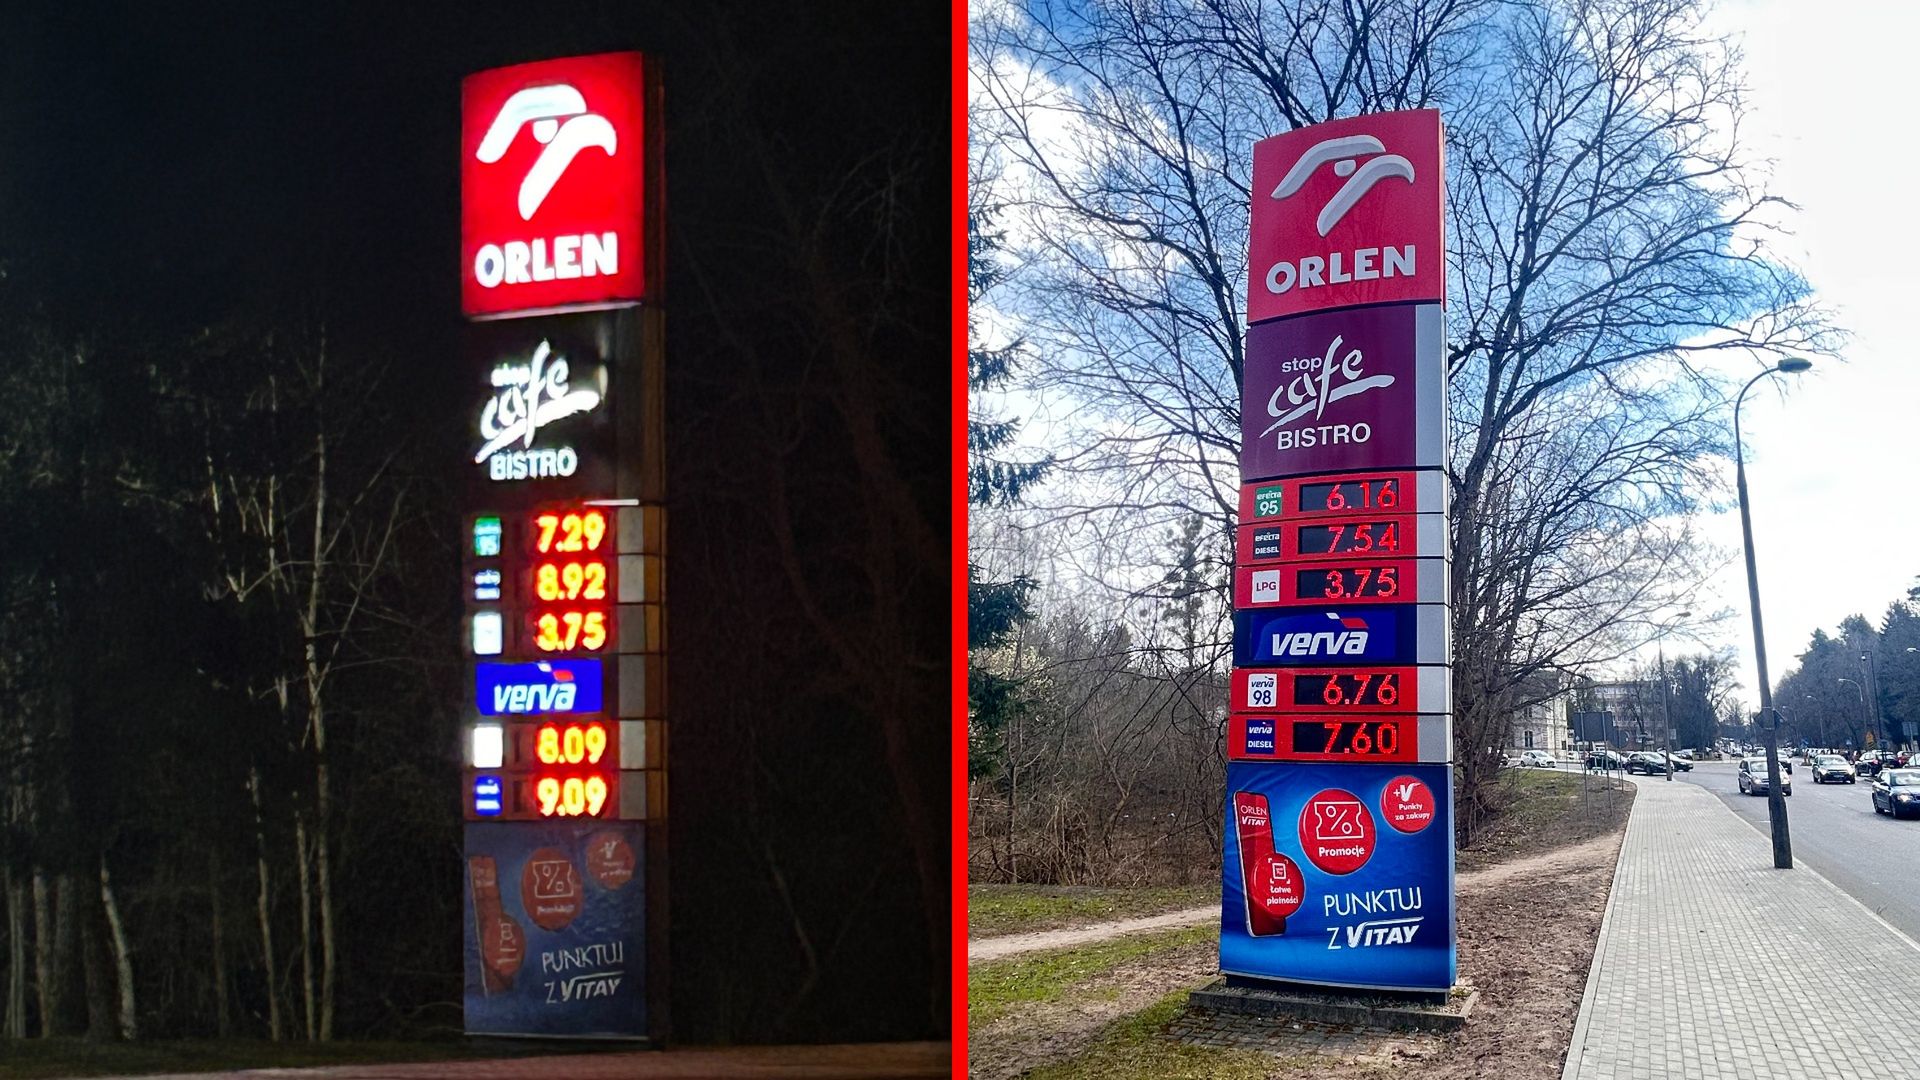 ORLEN
stop
cafe
BISTRO
95
7.29
8.92
3.75
verva
8.09
9.09
PUNKTUJ
Z VITAY
ORLEN
stop
cafe
BISTRO
EFECTA
95
6.16
EFECTA
DIESEL
7.54
LPG
3.75
verva
verva
98
6.76
verva
DIESEL
7.60
ORLEN
VITAY
Promocje
+V
Punkty
za zakupy
Łatwe
płatności
PUNKTUJ
Z VITAY